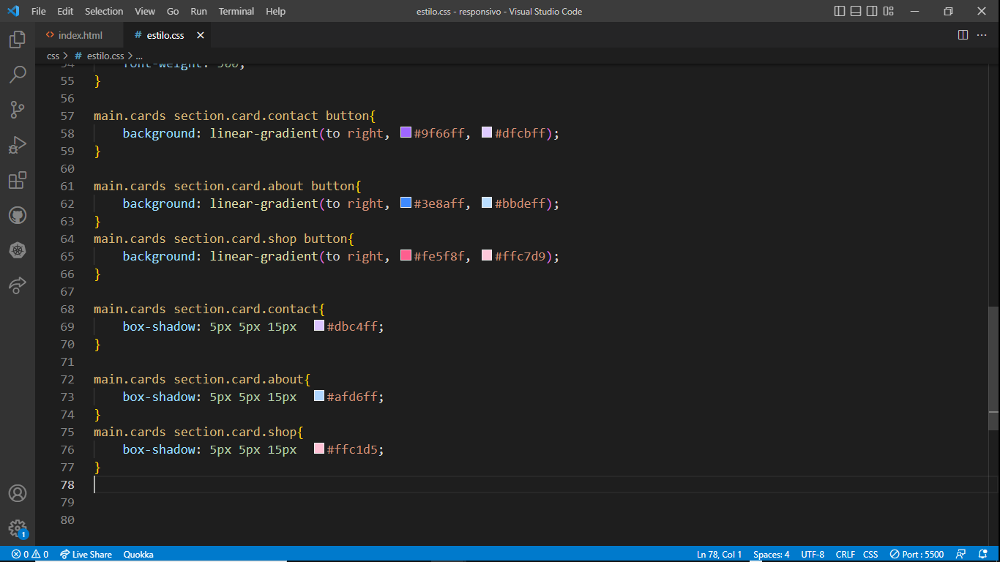 File Edit Selection View Go Run Terminal Help estilo.css - responsivo - Visual Studio Code
<> index.html # estilo.css ×
css > # estilo.css > ...
54 font-weight: 500;
55 }
56
57 main.cards section.card.contact button{
58 background: linear-gradient(to right, #9f66ff, #dfcbff);
59 }
60
61 main.cards section.card.about button{
62 background: linear-gradient(to right, #3e8aff, #bbdeff);
63 }
64 main.cards section.card.shop button{
65 background: linear-gradient(to right, #fe5f8f, #ffc7d9);
66 }
67
68 main.cards section.card.contact{
69 box-shadow: 5px 5px 15px #dbc4ff;
70 }
71
72 main.cards section.card.about{
73 box-shadow: 5px 5px 15px #afd6ff;
74 }
75 main.cards section.card.shop{
76 box-shadow: 5px 5px 15px #ffc1d5;
77 }
78
79
80
1
0 0 Live Share Quokka Ln 78, Col 1 Spaces: 4 UTF-8 CRLF CSS Port : 5500